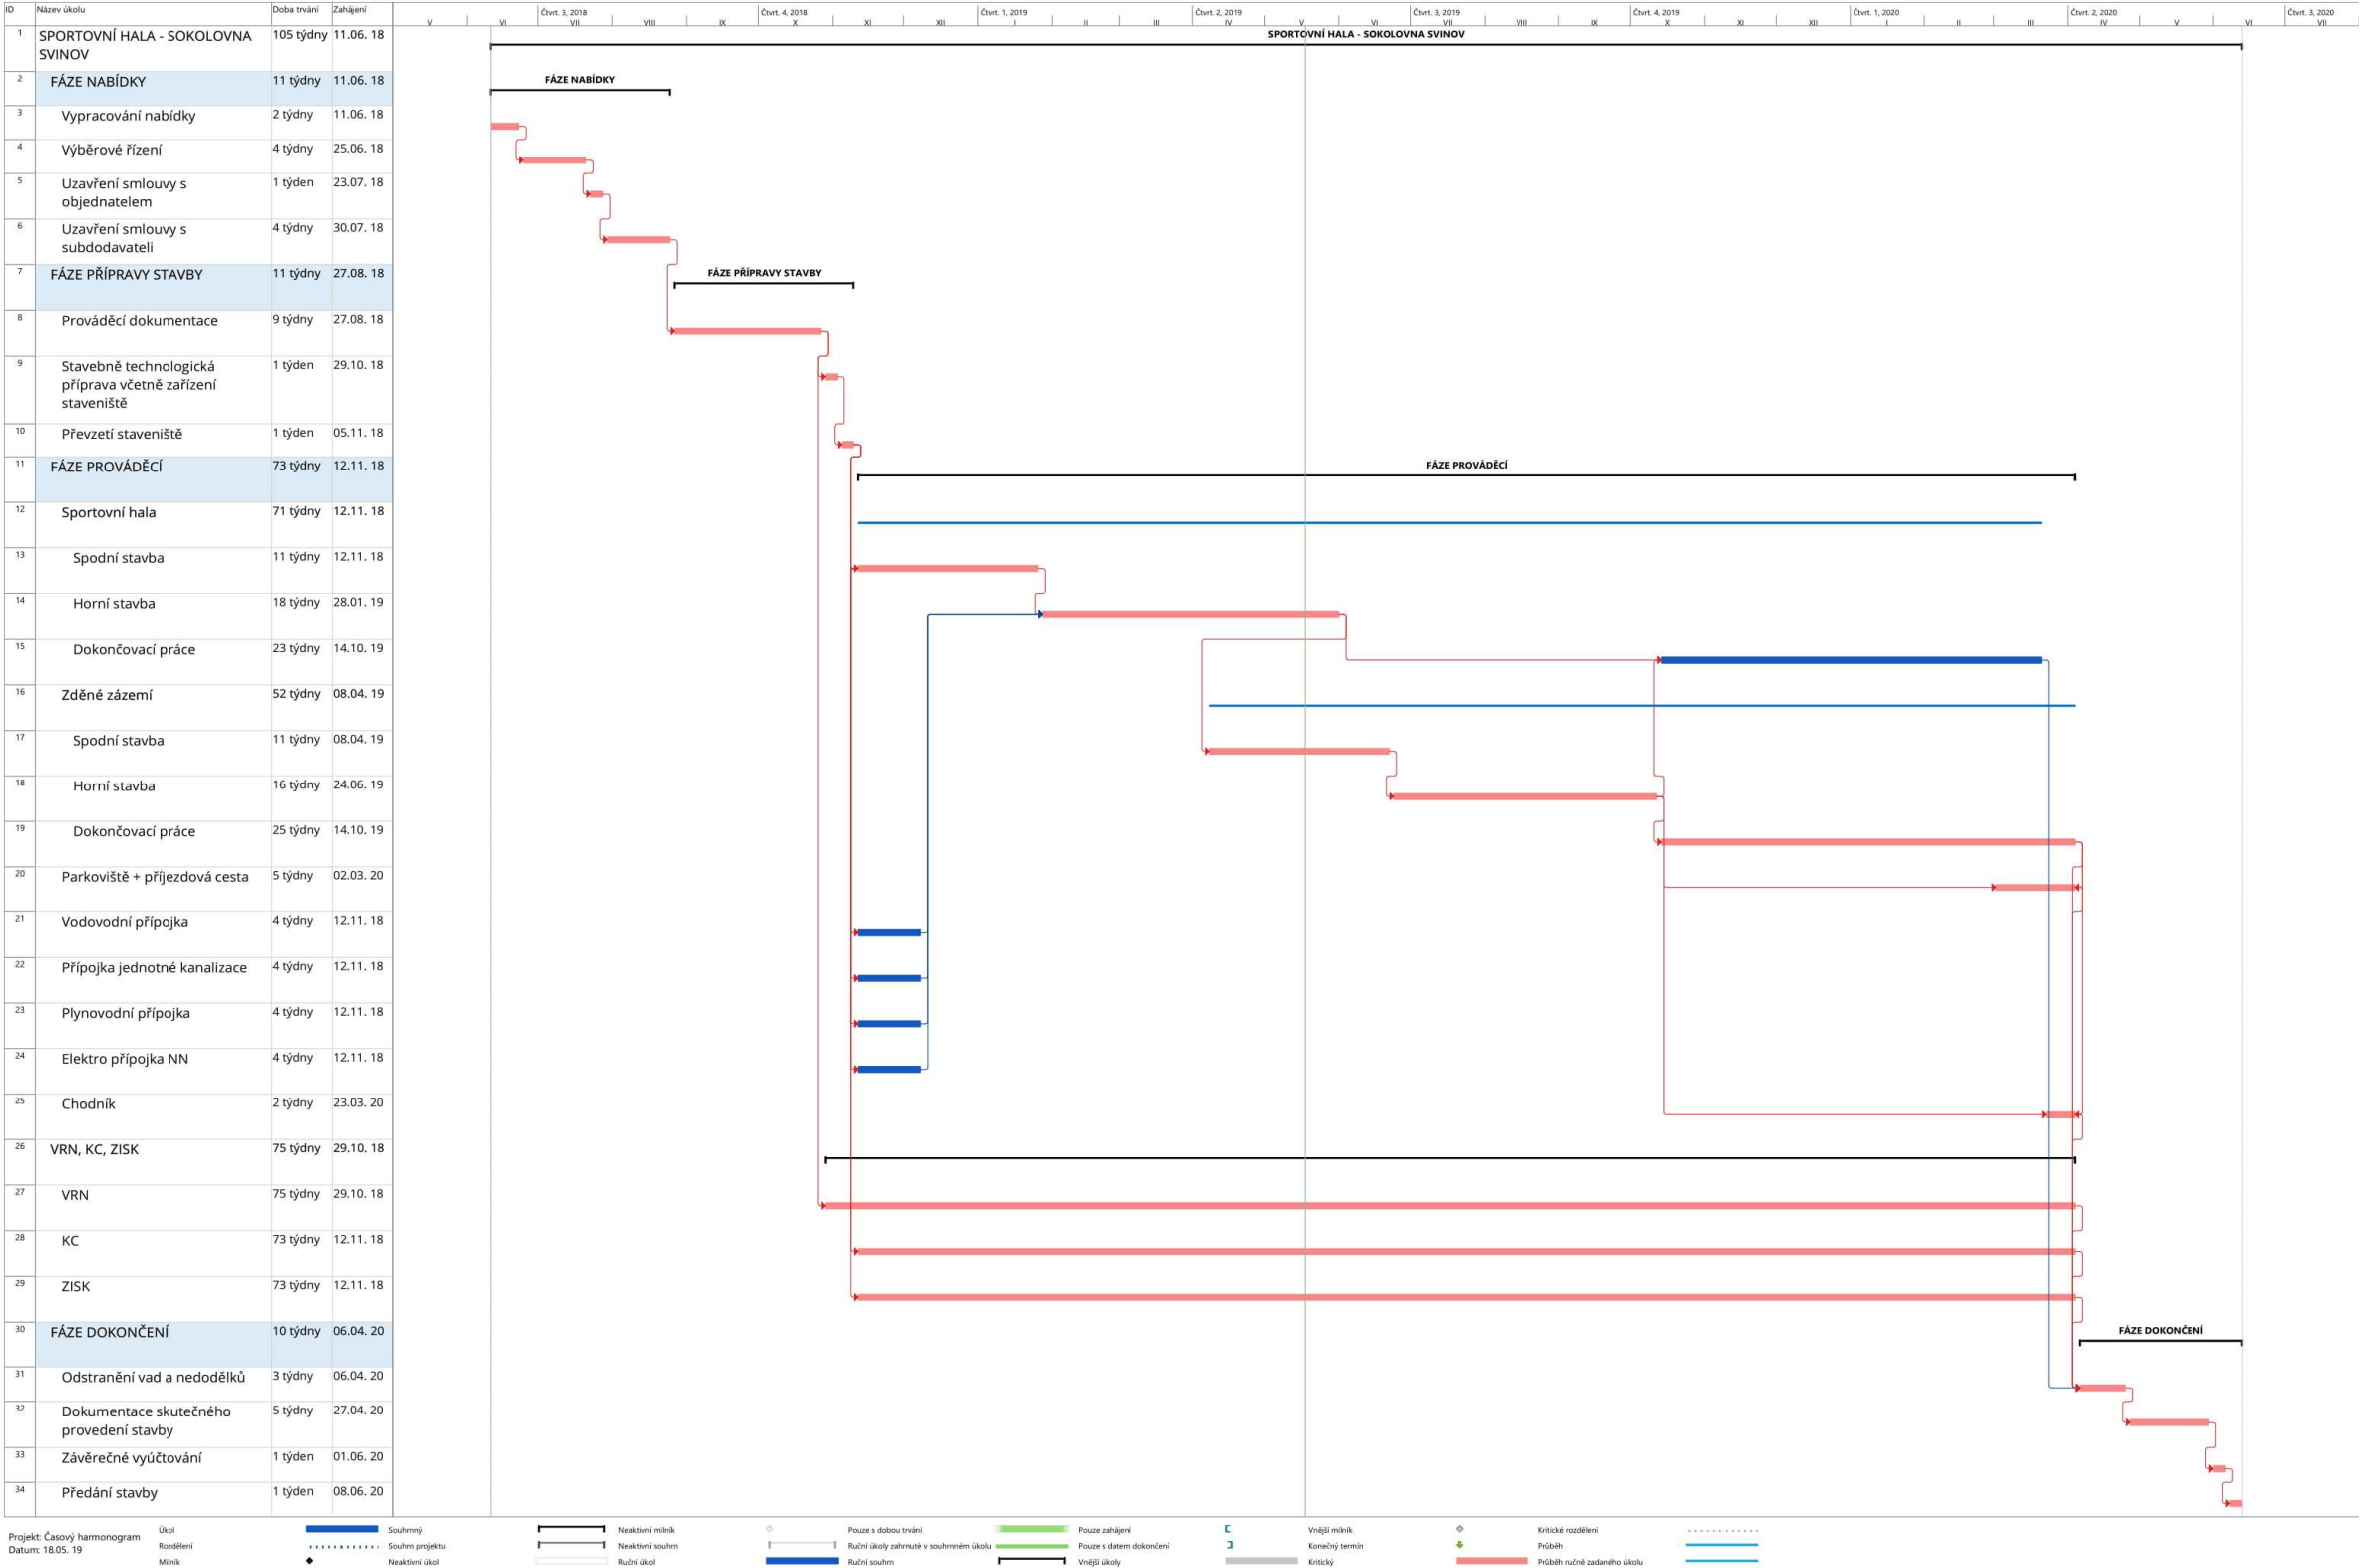 ID Název úkolu Doba trvání Zahájení Čtvrt. 3, 2018 Čtvrt. 4, 2018 Čtvrt. 1, 2019 Čtvrt. 2, 2019 Čtvrt. 3, 2019 Čtvrt. 4, 2019 Čtvrt. 1, 2020 Čtvrt. 2, 2020 Čtvrt. 3, 2020
V VI VII VIII IX X XI XII I II III IV V VI VII VIII IX X XI XII I II III IV V VI VII
1 SPORTOVNÍ HALA - SOKOLOVNA 105 týdny 11.06. 18 SPORTOVNÍ HALA - SOKOLOVNA SVINOV
SVINOV
2 FÁZE NABÍDKY 11 týdny 11.06. 18 FÁZE NABÍDKY
3 Vypracování nabídky 2 týdny 11.06. 18
4 Výběrové řízení 4 týdny 25.06. 18
5 Uzavření smlouvy s 1 týden 23.07. 18
objednatelem
6 Uzavření smlouvy s 4 týdny 30.07. 18
subdodavateli
7 FÁZE PŘÍPRAVY STAVBY 11 týdny 27.08. 18 FÁZE PŘÍPRAVY STAVBY
8 Prováděcí dokumentace 9 týdny 27.08. 18
9 Stavebně technologická 1 týden 29.10. 18
příprava včetně zařízení
staveniště
10 Převzetí staveniště 1 týden 05.11. 18
11 FÁZE PROVÁDĚCÍ 73 týdny 12.11. 18 FÁZE PROVÁDĚCÍ
12 Sportovní hala 71 týdny 12.11. 18
13 Spodní stavba 11 týdny 12.11. 18
14 Horní stavba 18 týdny 28.01. 19
15 Dokončovací práce 23 týdny 14.10. 19
16 Zděné zázemí 52 týdny 08.04. 19
17 Spodní stavba 11 týdny 08.04. 19
18 Horní stavba 16 týdny 24.06. 19
19 Dokončovací práce 25 týdny 14.10. 19
20 Parkoviště + příjezdová cesta 5 týdny 02.03. 20
21 Vodovodní přípojka 4 týdny 12.11. 18
22 Přípojka jednotné kanalizace 4 týdny 12.11. 18
23 Plynovodní přípojka 4 týdny 12.11. 18
24 Elektro přípojka NN 4 týdny 12.11. 18
25 Chodník 2 týdny 23.03. 20
26 VRN, KC, ZISK 75 týdny 29.10. 18
27 VRN 75 týdny 29.10. 18
28 KC 73 týdny 12.11. 18
29 ZISK 73 týdny 12.11. 18
30 FÁZE DOKONČENÍ 10 týdny 06.04. 20 FÁZE DOKONČENÍ
31 Odstranění vad a nedodělků 3 týdny 06.04. 20
32 Dokumentace skutečného 5 týdny 27.04. 20
provedení stavby
33 Závěrečné vyúčtování 1 týden 01.06. 20
34 Předání stavby 1 týden 08.06. 20
Projekt: Časový harmonogram
Datum: 18.05. 19
Úkol Souhrnný Neaktivní milník Pouze s dobou trvání Pouze zahájení Vnější milník Kritické rozdělení
Rozdělení Souhrn projektu Neaktivní souhrn Ruční úkoly zahrnuté v souhrnném úkolu Pouze s datem dokončení Konečný termín Průběh
Milník Neaktivní úkol Ruční úkol Ruční souhrn Vnější úkoly Kritický Průběh ručně zadaného úkolu